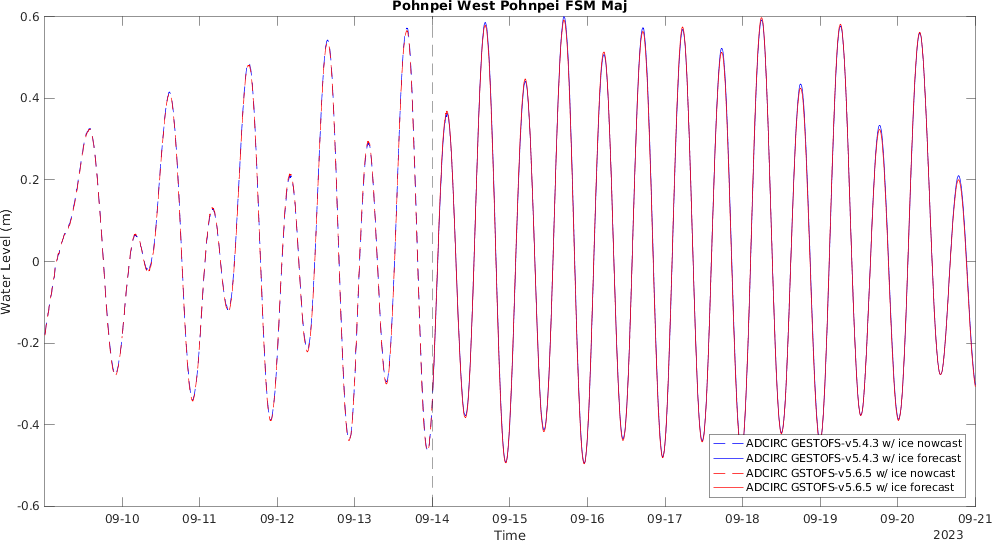 Pohnpei West Pohnpei FSM Maj
0.6
0.4
0.2
0
-0.2
-0.4
-0.6
Water Level (m)
ADCIRC GESTOFS-v5.4.3 w/ ice nowcast
ADCIRC GESTOFS-v5.4.3 w/ ice forecast
ADCIRC GSTOFS-v5.6.5 w/ ice nowcast
ADCIRC GSTOFS-v5.6.5 w/ ice forecast
09-10 09-11 09-12 09-13 09-14 09-15 09-16 09-17 09-18 09-19 09-20 09-21
Time
2023